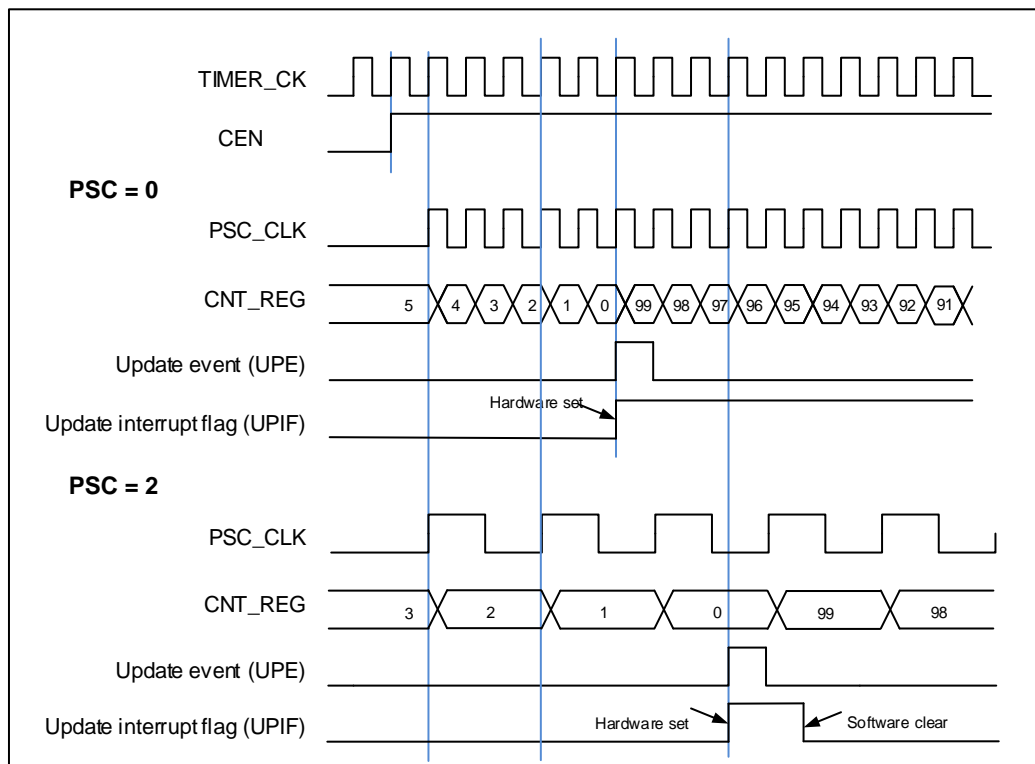 TIMER_CK
CEN
PSC = 0
PSC_CLK
CNT_REG 5 4 3 2 1 0 99 98 97 96 95 94 93 92 91
Update event (UPE)
Hardware set
Update interrupt flag (UPIF)
PSC = 2
PSC_CLK
CNT_REG 3 2 1 0 99 98
Update event (UPE)
Update interrupt flag (UPIF) Hardware set Software clear